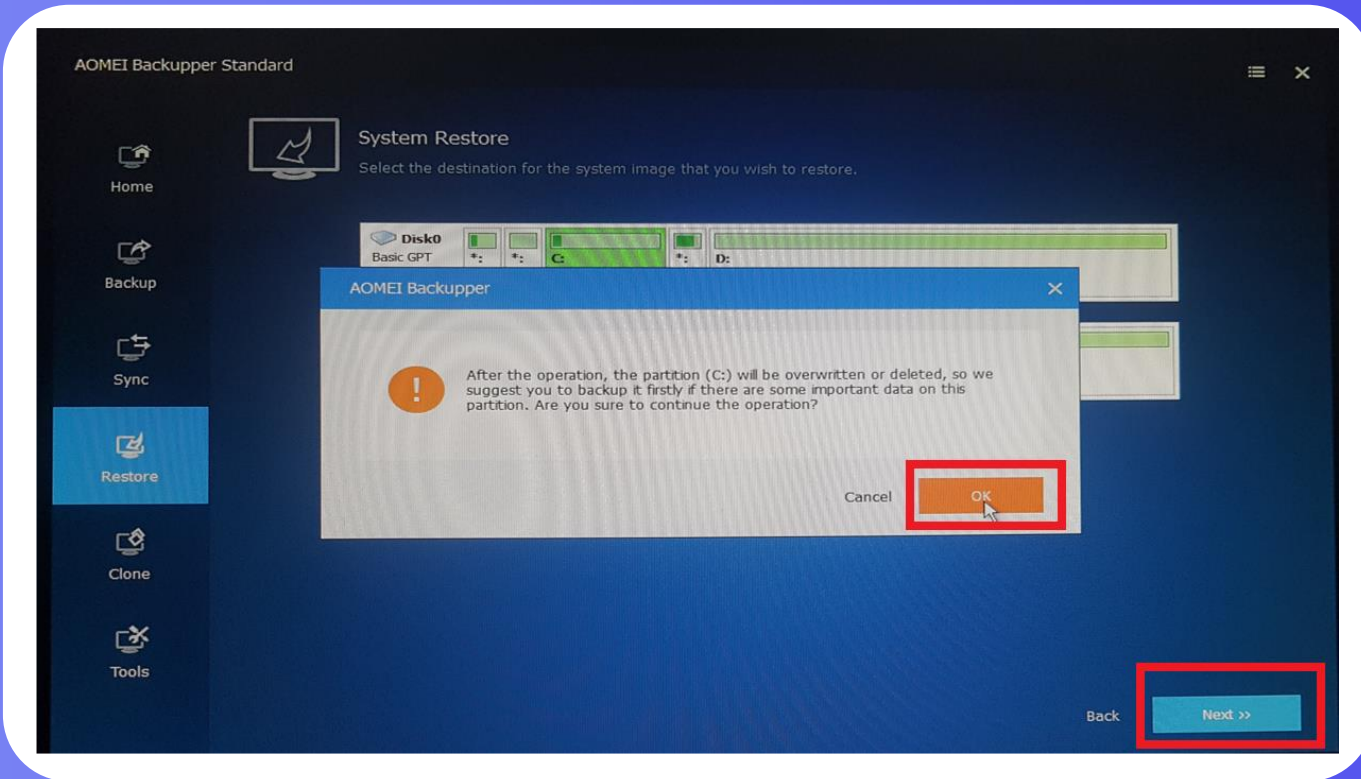 AOMEI Backupper Standard
System Restore
Select the destination for the system image that you wish to restore.
Home
Backup
Sync
Restore
Clone
Tools
Disk0
Basic GPT
*:
*:
C:
*:
D:
AOMEI Backupper
After the operation, the partition (C:) will be overwritten or deleted, so we
suggest you to backup it firstly if there are some important data on this
partition. Are you sure to continue the operation?
Cancel
OK
Back
Next >>